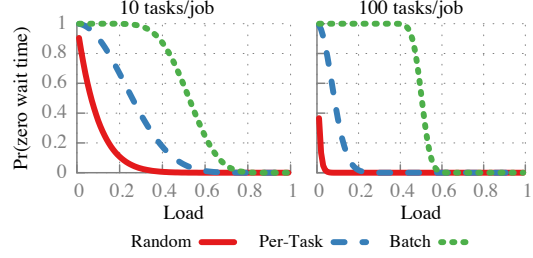 10 tasks/job
100 tasks/job
Pr(zero wait time)
1
0.8
0.6
0.4
0.2
0
0 0.2 0.4 0.6 0.8 1
0 0.2 0.4 0.6 0.8 1
Load
Load
Random Per-Task Batch